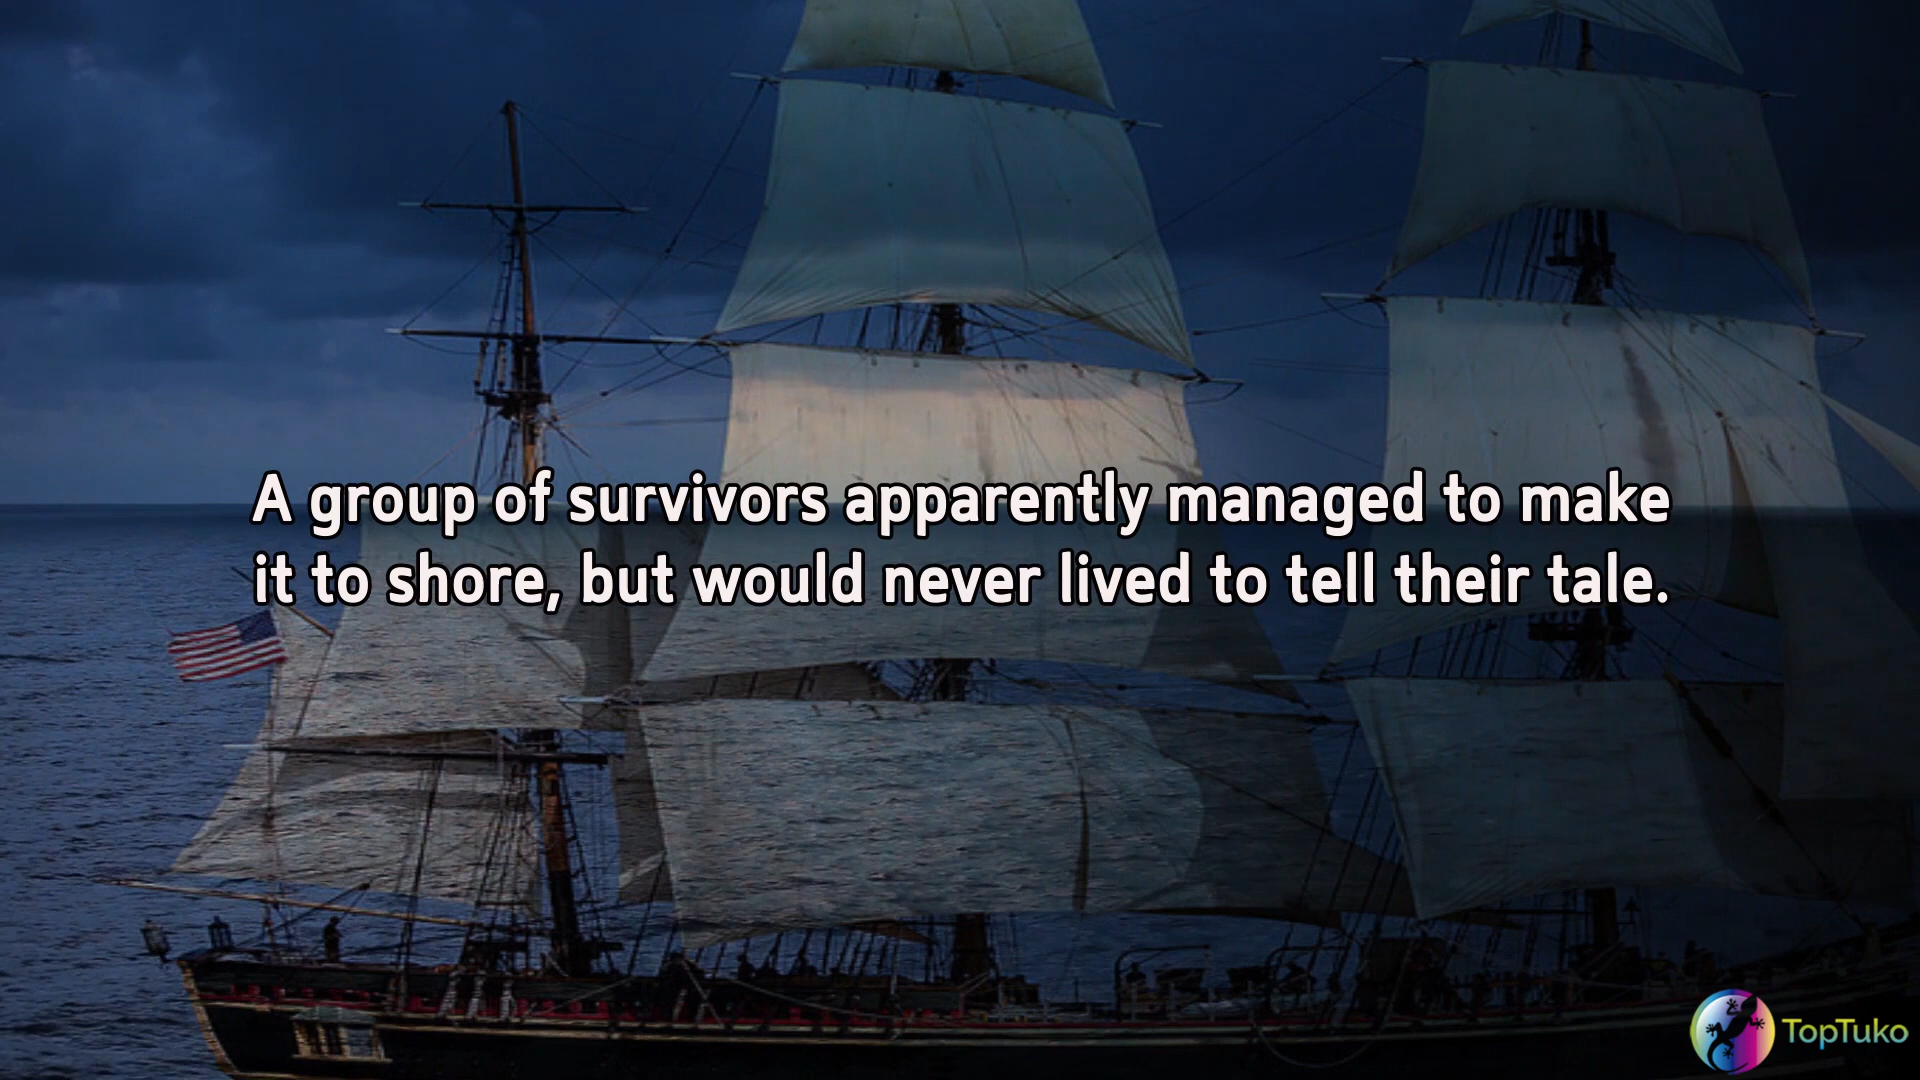 A group of survivors apparently managed to make
it to shore, but would never lived to tell their tale.
TopTuko